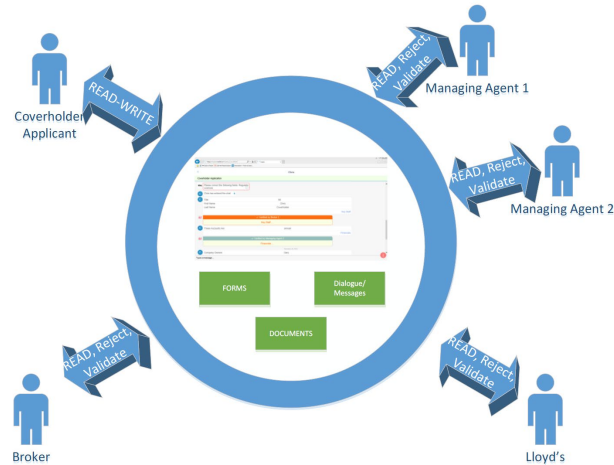 READ-WRITE
Coverholder
Applicant
READ, Reject,
Validate
Managing Agent 1
READ, Reject,
Validate
Managing Agent 2
FORMS
Dialogue/
Messages
DOCUMENTS
READ, Reject,
Validate
Broker
READ, Reject,
Validate
Lloyd's